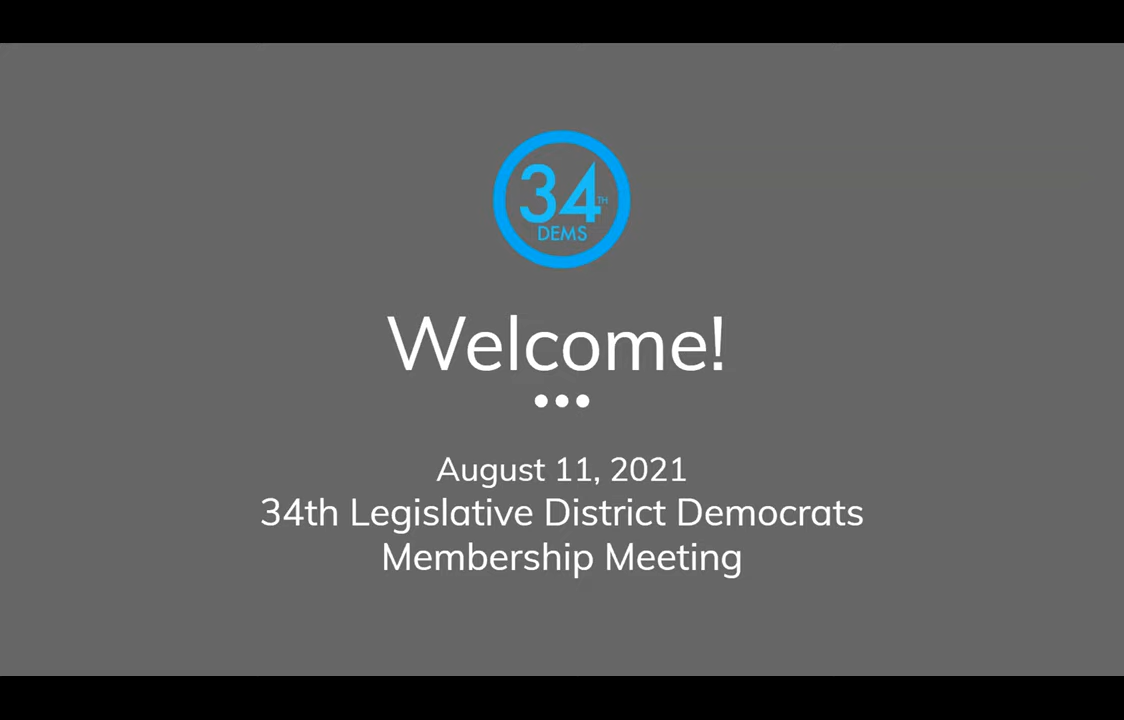 34TH
DEMS
Welcome!
August 11, 2021
34th Legislative District Democrats
Membership Meeting